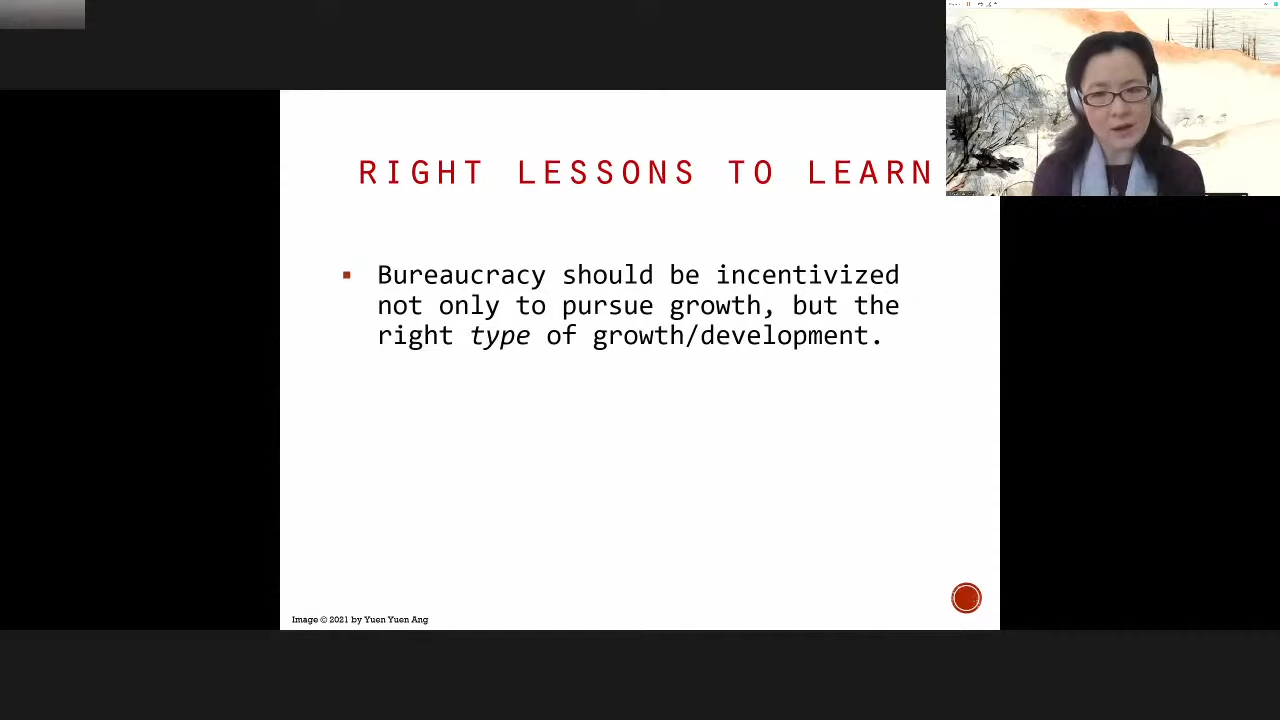 RIGHT LESSONS TO LEARN
Bureaucracy should be incentivized
not only to pursue growth, but the
right type of growth/development.
Image © 2021 by Yuen Yuen Ang